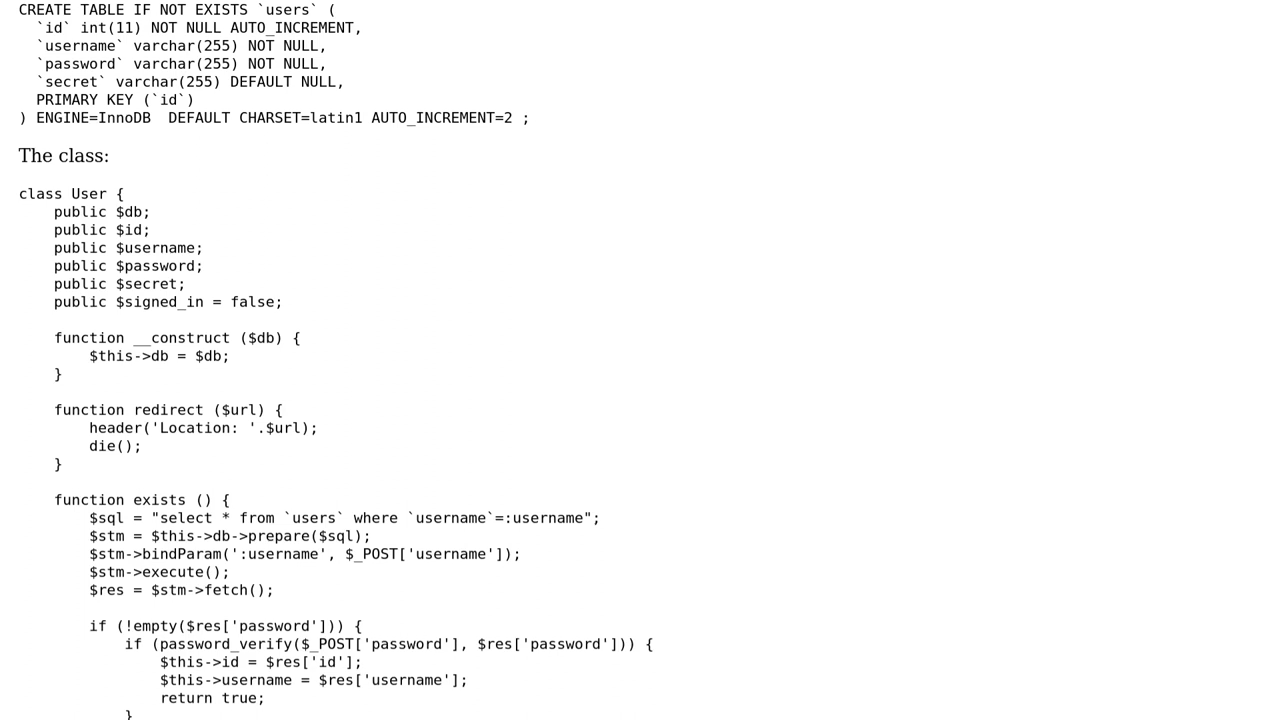 CREATE TABLE IF NOT EXISTS `users` (
  `id` int(11) NOT NULL AUTO_INCREMENT,
  `username` varchar(255) NOT NULL,
  `password` varchar(255) NOT NULL,
  `secret` varchar(255) DEFAULT NULL,
  PRIMARY KEY (`id`)
) ENGINE=InnoDB  DEFAULT CHARSET=latin1 AUTO_INCREMENT=2 ;
The class:
class User {
    public $db;
    public $id;
    public $username;
    public $password;
    public $secret;
    public $signed_in = false;
    function __construct ($db) {
        $this->db = $db;
    }
    function redirect ($url) {
        header('Location: '.$url);
        die();
    }
    function exists () {
        $sql = "select * from `users` where `username`=:username";
        $stm = $this->db->prepare($sql);
        $stm->bindParam(':username', $_POST['username']);
        $stm->execute();
        $res = $stm->fetch();
        if (!empty($res['password'])) {
            if (password_verify($_POST['password'], $res['password'])) {
                $this->id = $res['id'];
                $this->username = $res['username'];
                return true;
            }